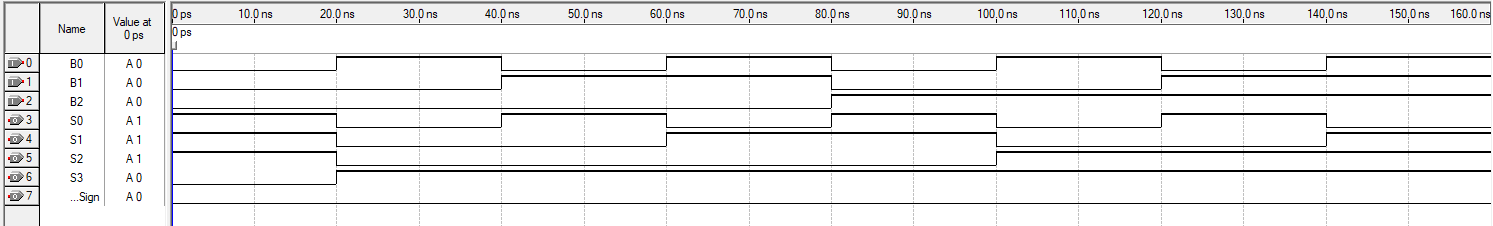 Name
Value at
0 ps
0 ps 10.0 ns 20.0 ns 30.0 ns 40.0 ns 50.0 ns 60.0 ns 70.0 ns 80.0 ns 90.0 ns 100.0 ns 110.0 ns 120.0 ns 130.0 ns 140.0 ns 150.0 ns 160.0 ns
0 ps
0 B0 A 0
1 B1 A 0
2 B2 A 0
3 S0 A 1
4 S1 A 1
5 S2 A 1
6 S3 A 0
7 ...Sign A 0